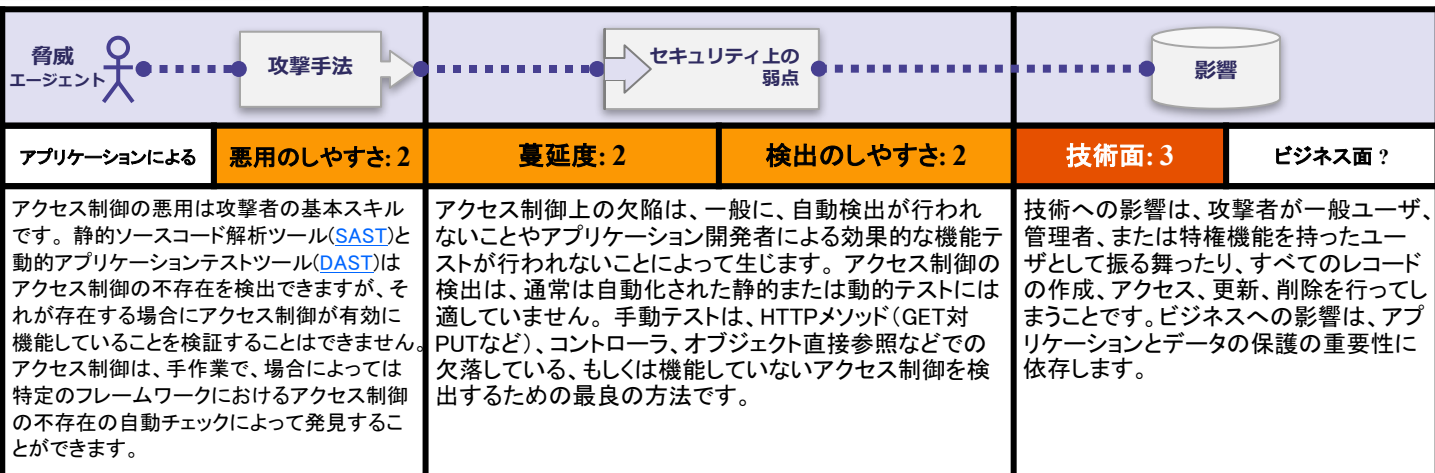 脅威
エージェント
攻撃手法
セキュリティ上の
弱点
影響
アプリケーションによる
悪用のしやすさ: 2
蔓延度: 2
検出のしやすさ: 2
技術面: 3
ビジネス面 ?
アクセス制御の悪用は攻撃者の基本スキル
です。静的ソースコード解析ツール(SAST)と
動的アプリケーションテストツール(DAST)は
アクセス制御の不存在を検出できますが、そ
れが存在する場合にアクセス制御が有効に
機能していることを検証することはできません。
アクセス制御は、手作業で、場合によっては
特定のフレームワークにおけるアクセス制御
の不存在の自動チェックによって発見するこ
とができます。
アクセス制御上の欠陥は、一般に、自動検出が行われ
ないことやアプリケーション開発者による効果的な機能テ
ストが行われないことによって生じます。アクセス制御の
検出は、通常は自動化された静的または動的テストには
適していません。手動テストは、HTTPメソッド（GET対
PUTなど）、コントローラ、オブジェクト直接参照などでの
欠落している、もしくは機能していないアクセス制御を検
出するための最良の方法です。
技術への影響は、攻撃者が一般ユーザ、
管理者、または特権機能を持ったユー
ザとして振る舞ったり、すべてのレコード
の作成、アクセス、更新、削除を行ってし
まうことです。ビジネスへの影響は、アプ
リケーションとデータの保護の重要性に
依存します。